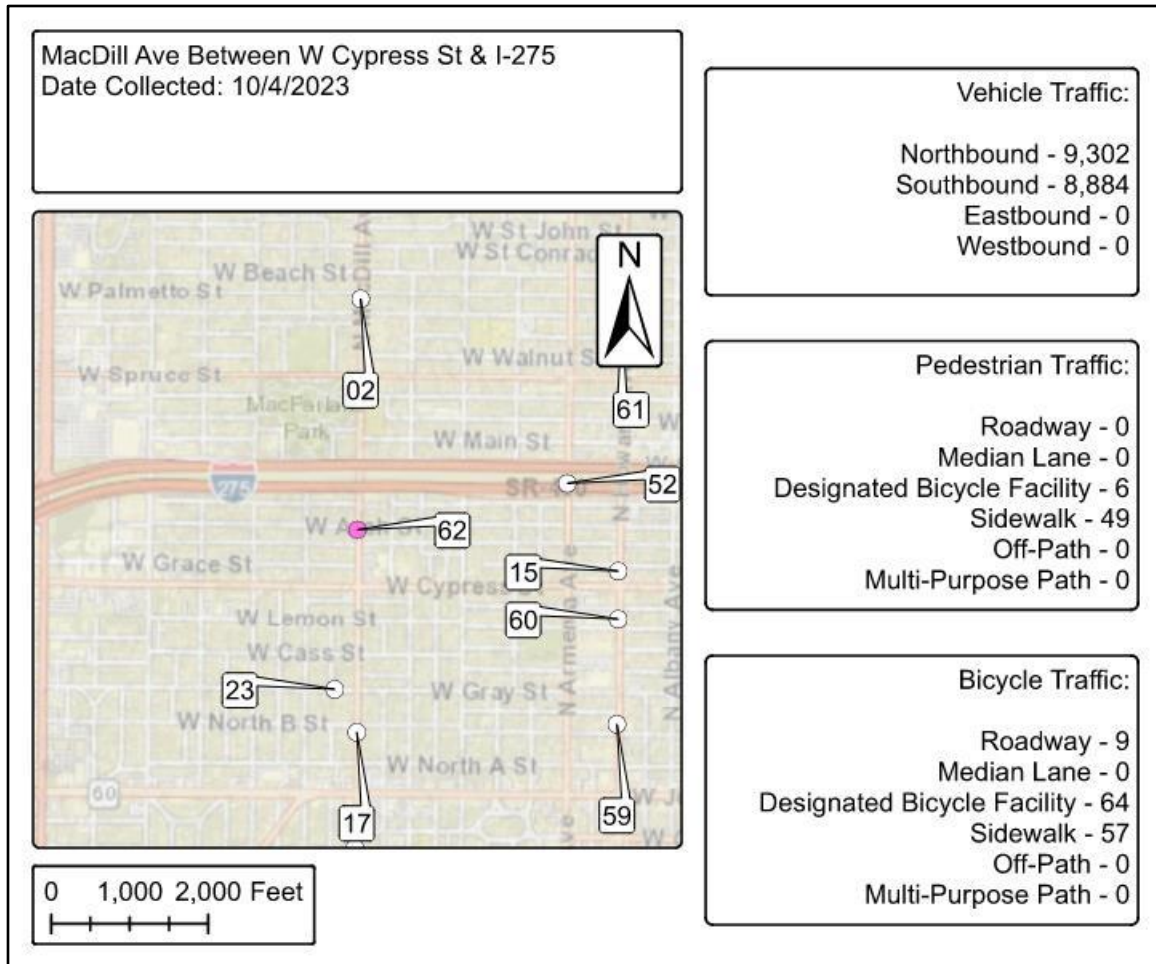 MacDill Ave Between W Cypress St & I-275
Date Collected: 10/4/2023
Vehicle Traffic:
Northbound - 9,302
Southbound - 8,884
Eastbound - 0
Westbound - 0
Pedestrian Traffic:
Roadway - 0
Median Lane - 0
Designated Bicycle Facility - 6
Sidewalk - 49
Off-Path - 0
Multi-Purpose Path - 0
Bicycle Traffic:
Roadway - 9
Median Lane - 0
Designated Bicycle Facility - 64
Sidewalk - 57
Off-Path - 0
Multi-Purpose Path - 0
W St John St
W St Conrad
N
W Beach St
W Palmetto St
W Walnut S
W Spruce St
02
61
Park
W Main St
275
52
62
W Grace St
15
W Cypress
60
W Lemon St
W Cass St
N Armenia Ave
N Albany Ave
23
W Gray St
W North B St
W North A St
60
17
59
0 1,000 2,000 Feet